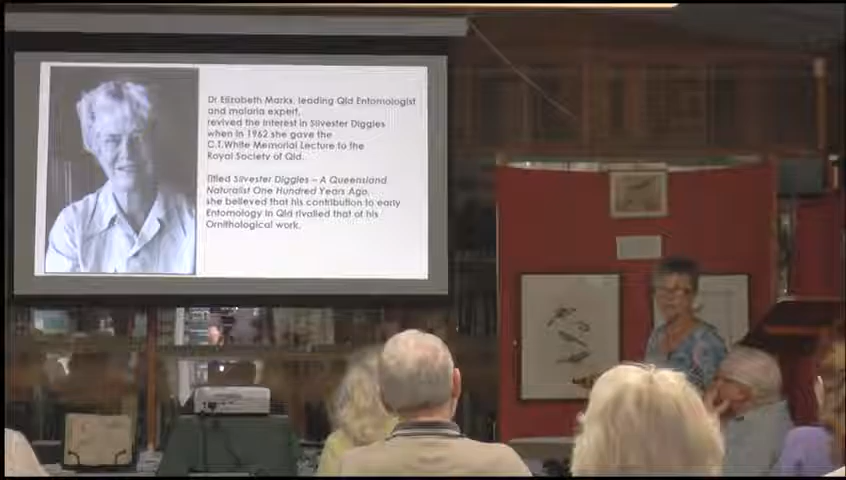 Dr Elizabeth Marks, leading Qld Entomologist
and malaria expert,
revived the interest in Silvester Diggles
when in 1962 she gave the
C.T.White Memorial Lecture to the
Royal Society of Qld.
Titled Silvester Diggles – A Queensland
Naturalist One Hundred Years Ago,
she believed that his contribution to early
Entomology in Qld rivalled that of his
Ornithological work.